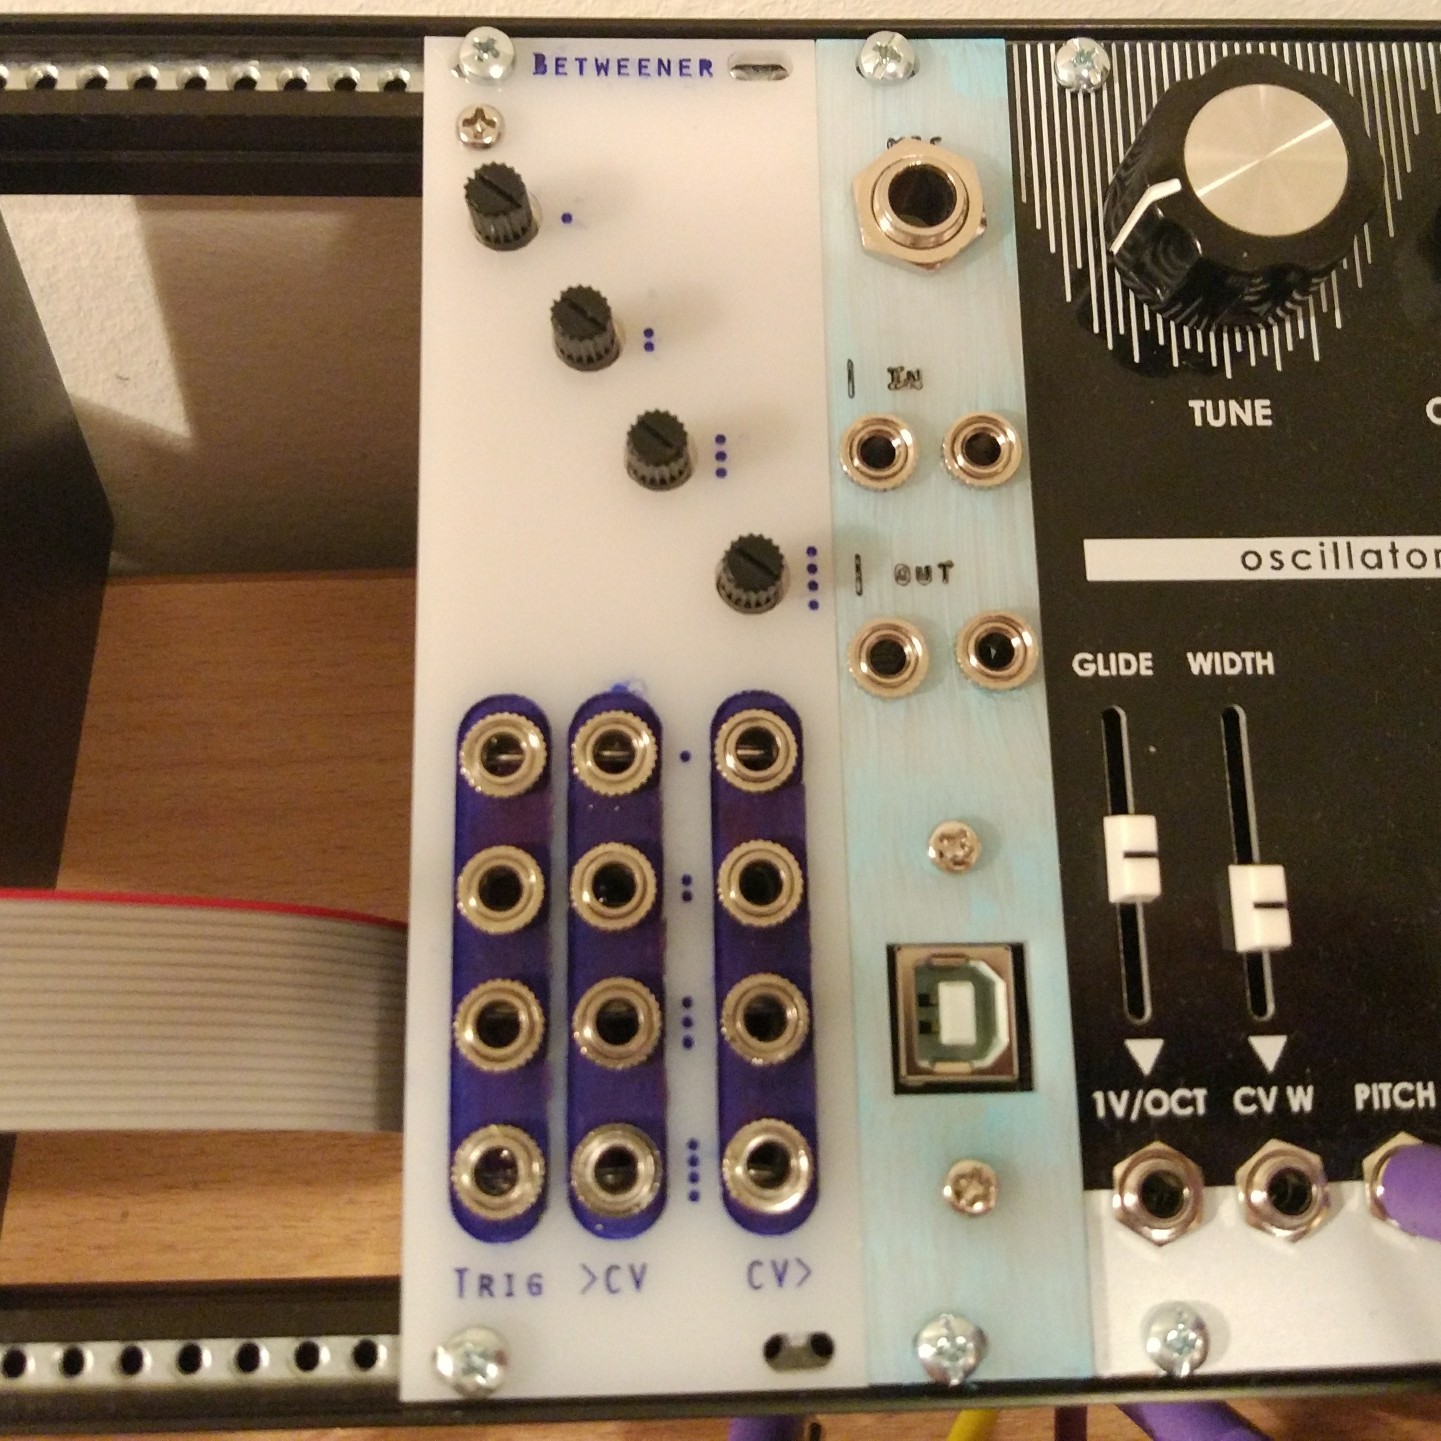 BETWEENER
IN
OUT
TRIG >CV CV>
TUNE
oscillator
GLIDE WIDTH
1V/OCT CV W PITCH